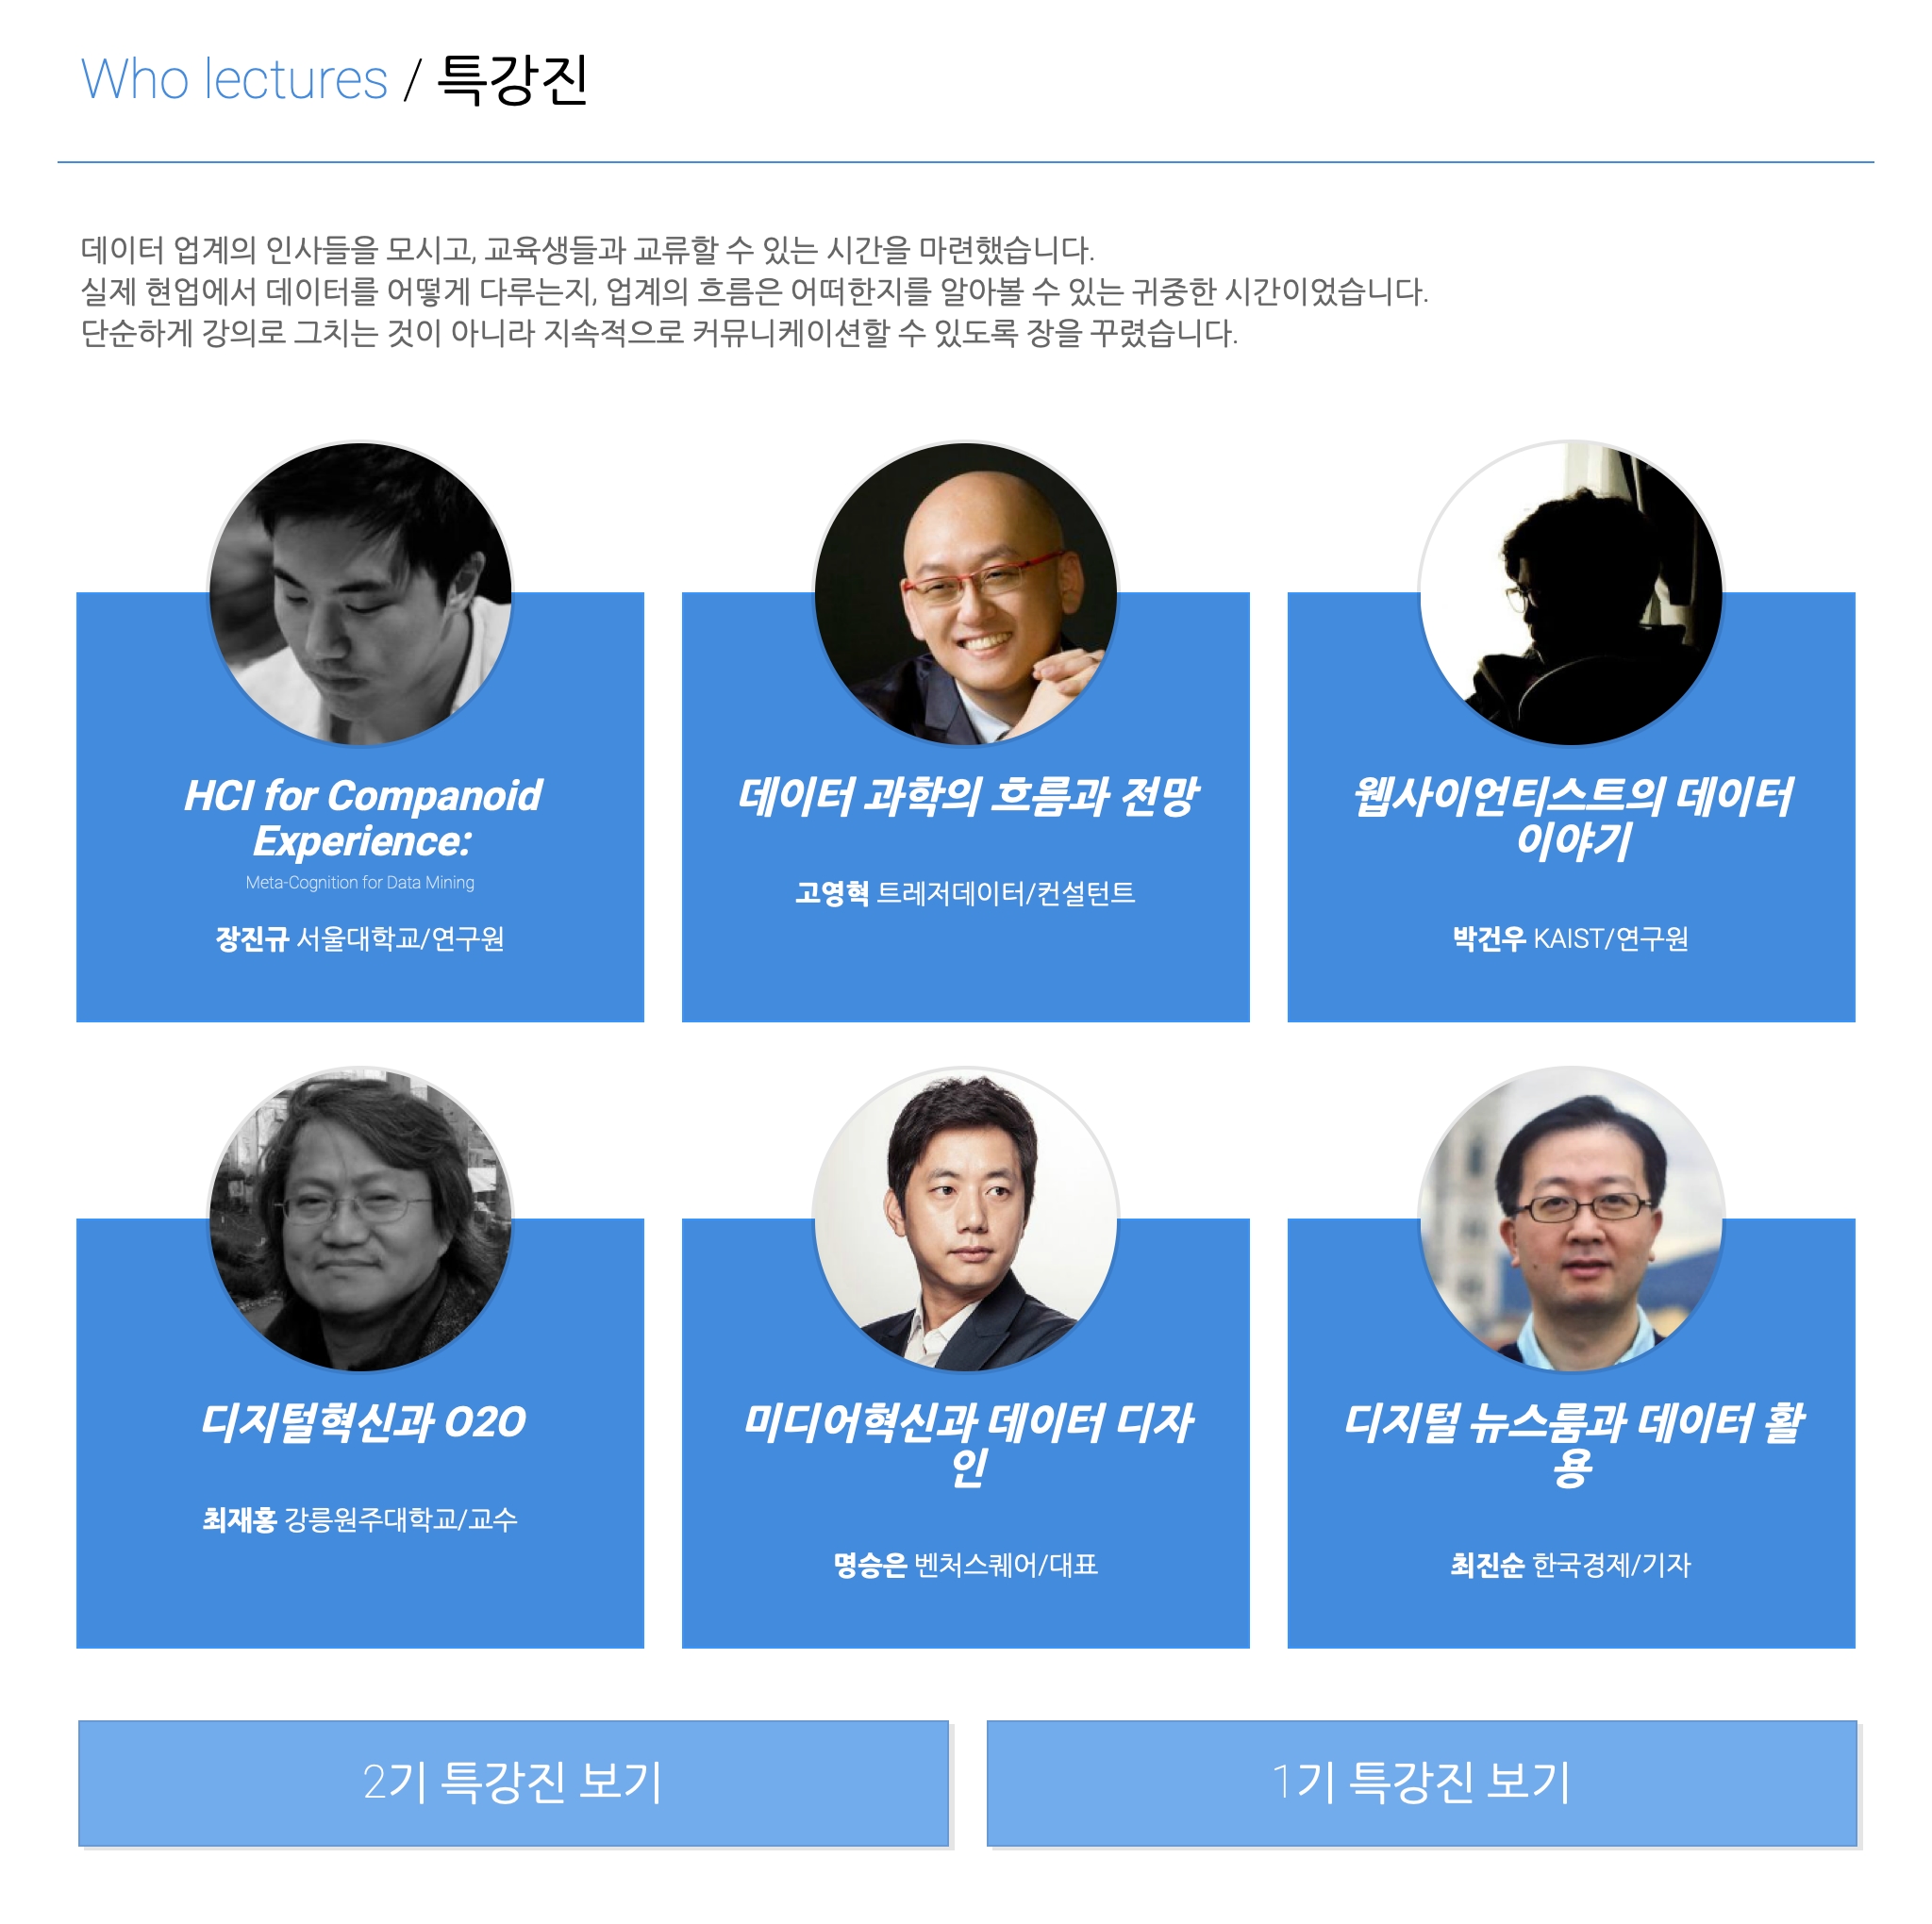 Who lectures / 특강진
데이터 업계의 인사들을 모시고, 교육생들과 교류할 수 있는 시간을 마련했습니다.
실제 현업에서 데이터를 어떻게 다루는지, 업계의 흐름은 어떠한지를 알아볼 수 있는 귀중한 시간이었습니다.
단순하게 강의로 그치는 것이 아니라 지속적으로 커뮤니케이션할 수 있도록 장을 꾸렸습니다.
HCI for Companoid
Experience:
Meta-Cognition for Data Mining
장진규 서울대학교/연구원
데이터 과학의 흐름과 전망
고영혁 트레저데이터/컨설턴트
웹사이언티스트의 데이터
이야기
박건우 KAIST/연구원
디지털혁신과 O2O
최재홍 강릉원주대학교/교수
미디어혁신과 데이터 디자
인
명승은 벤처스퀘어/대표
디지털 뉴스룸과 데이터 활
용
최진순 한국경제/기자
2기 특강진 보기
1기 특강진 보기